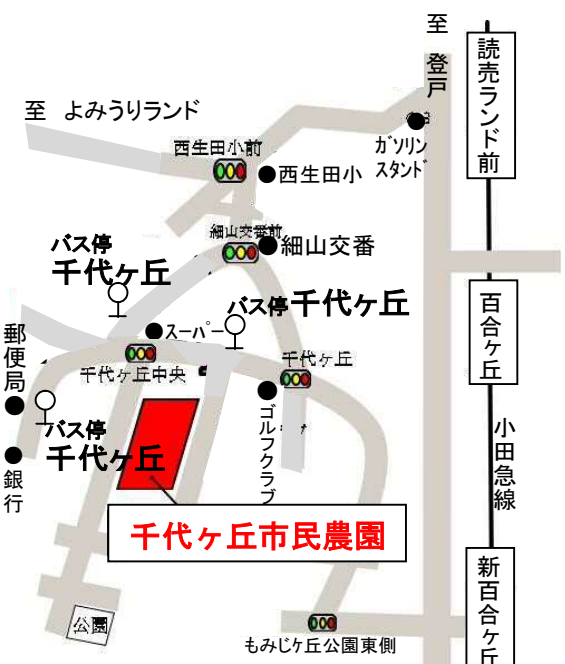 至 登戸
読売ランド前
至 よみうりランド
ガソリン
スタンド
西生田小前
西生田小
細山交番前
細山交番
バス停
千代ヶ丘
バス停千代ヶ丘
百合ヶ丘
スーパー
郵便局
千代ヶ丘中央
千代ヶ丘
バス停
千代ヶ丘
ゴルフクラブ
小田急線
銀行
千代ヶ丘市民農園
新百合ヶ丘
公園
もみじヶ丘公園東側